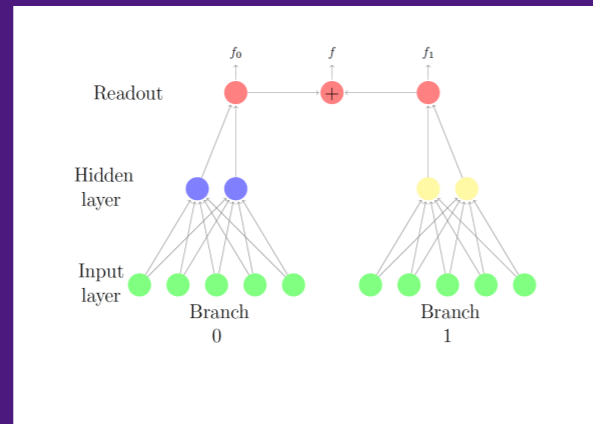 f₀ f f₁
Readout
+
Hidden
layer
Input
layer
Branch
0
Branch
1